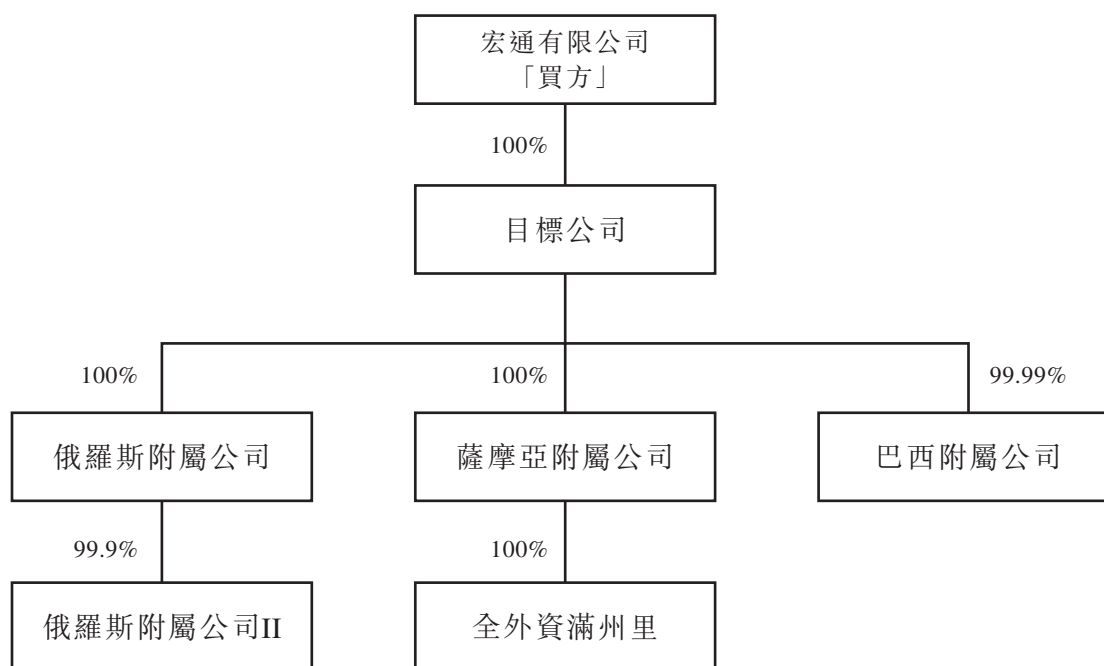 宏通有限公司
「買方」
100%
目標公司
100%
100%
99.99%
俄羅斯附屬公司
薩摩亞附屬公司
巴西附屬公司
99.9%
100%
俄羅斯附屬公司II
全外資滿州里